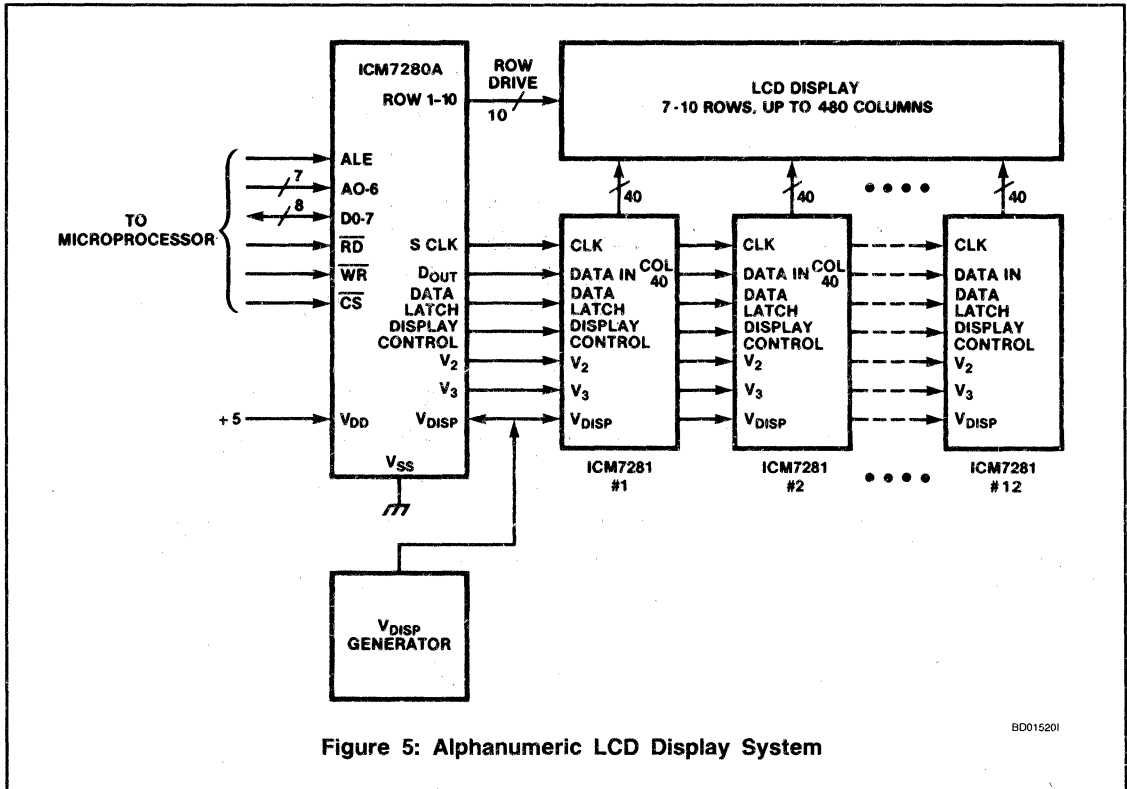 ICM7280A
ROW 1-10
ROW
DRIVE
10
LCD DISPLAY
7-10 ROWS, UP TO 480 COLUMNS
TO
MICROPROCESSOR
ALE
7
AO-6
8
D0-7
RD
WR
CS
+5
VDD
VSS
S CLK
DOUT
DATA
LATCH
DISPLAY
CONTROL
V2
V3
VDISP
40
CLK
DATA IN
COL
40
DATA
LATCH
DISPLAY
CONTROL
V2
V3
VDISP
ICM7281
#1
40
CLK
DATA IN
COL
40
DATA
LATCH
DISPLAY
CONTROL
V2
V3
VDISP
ICM7281
#2
40
CLK
DATA IN
DATA
LATCH
DISPLAY
CONTROL
V2
V3
VDISP
ICM7281
#12
VDISP
GENERATOR
BD01520I
Figure 5: Alphanumeric LCD Display System